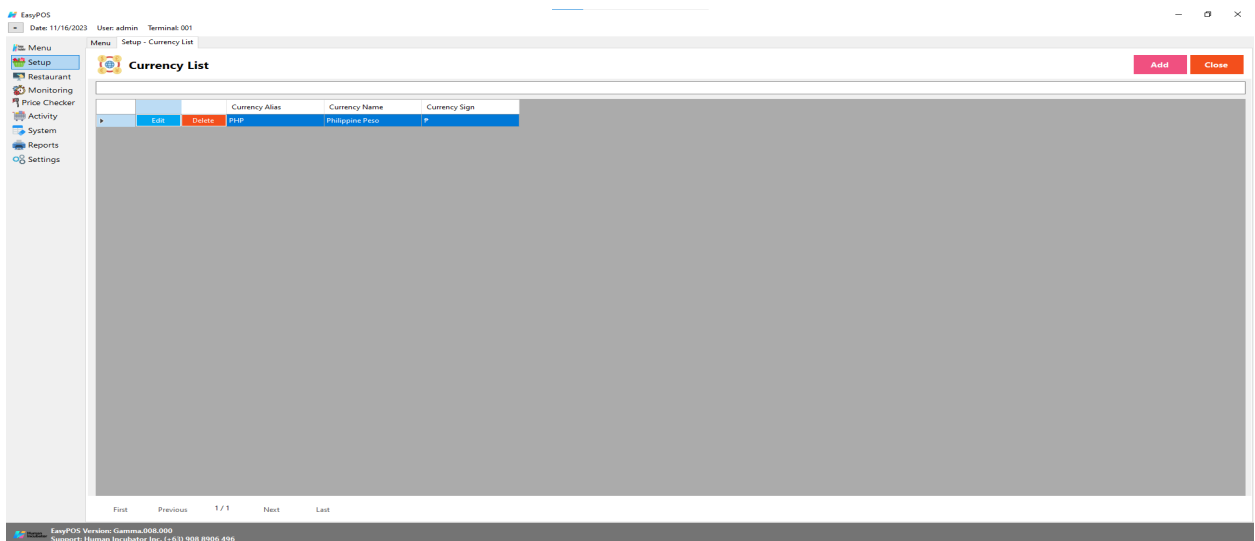 EasyPOS
Date: 11/16/2023 User: admin Terminal: 001
Menu
Setup
Restaurant
Monitoring
Price Checker
Activity
System
Reports
Settings
Menu Setup - Currency List
Currency List
Add Close
Currency Alias Currency Name Currency Sign
Edit Delete PHP Philippine Peso ₱
First Previous 1 / 1 Next Last
EasyPOS Version: Gamma.008.000
Support: Human Incubator Inc. (+63) 908 8906 496